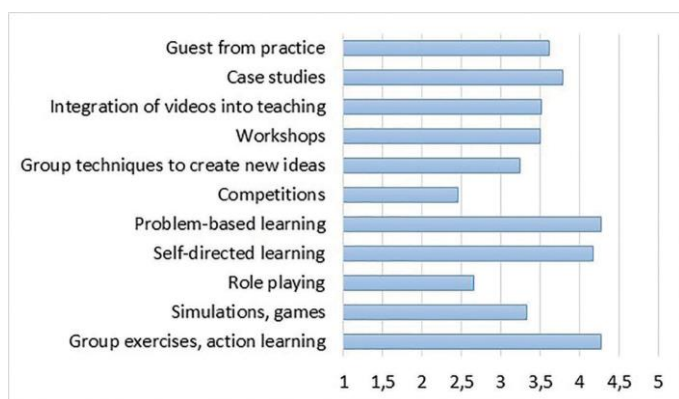 Guest from practice
Case studies
Integration of videos into teaching
Workshops
Group techniques to create new ideas
Competitions
Problem-based learning
Self-directed learning
Role playing
Simulations, games
Group exercises, action learning
1 1,5 2 2,5 3 3,5 4 4,5 5